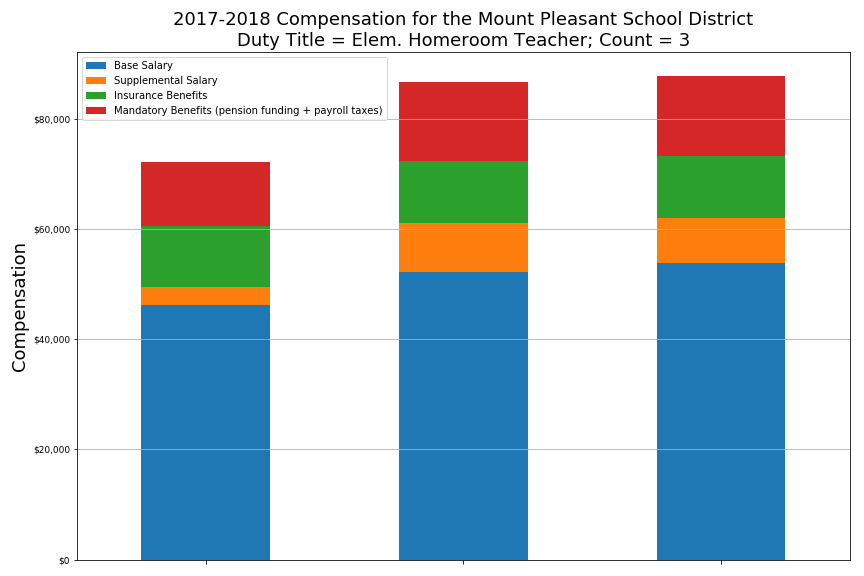 2017-2018 Compensation for the Mount Pleasant School District
Duty Title = Elem. Homeroom Teacher; Count = 3
Base Salary
Supplemental Salary
Insurance Benefits
Mandatory Benefits (pension funding + payroll taxes)
$80,000
$60,000
$40,000
$20,000
$0
Compensation